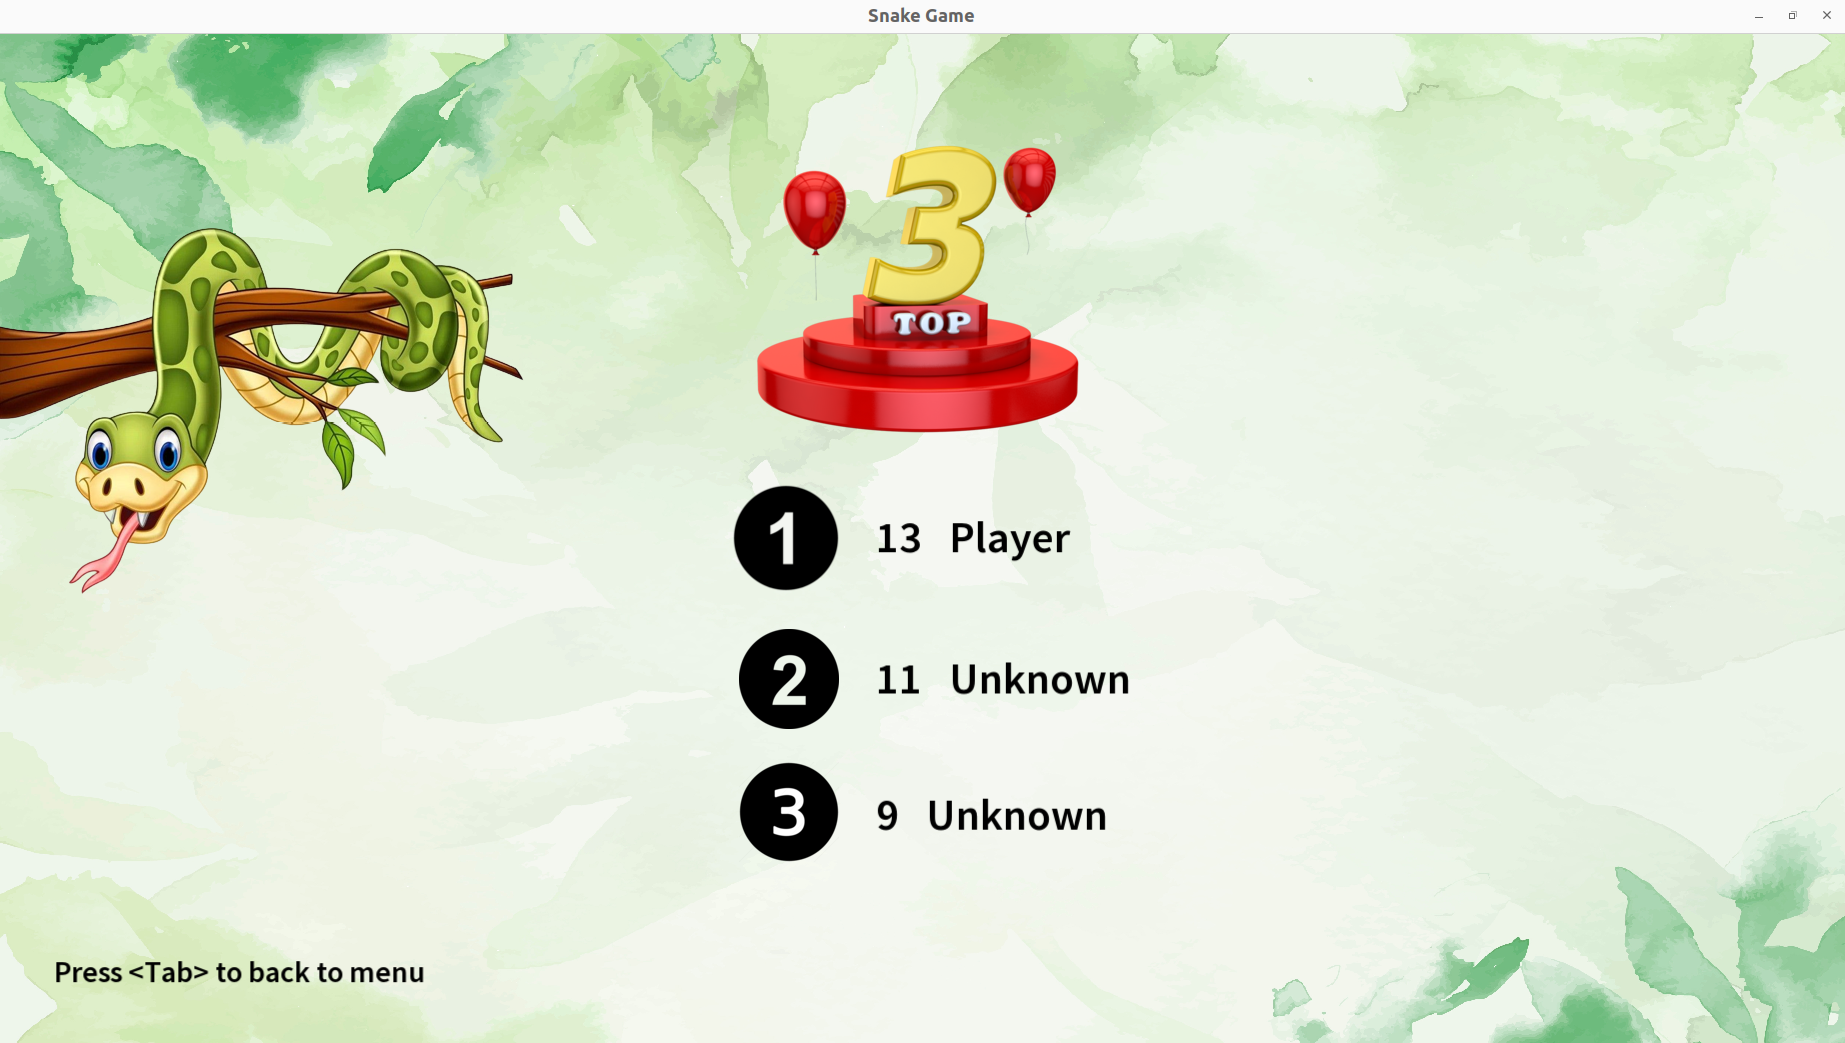 Snake Game
3
TOP
1 13 Player
2 11 Unknown
3 9 Unknown
Press <Tab> to back to menu